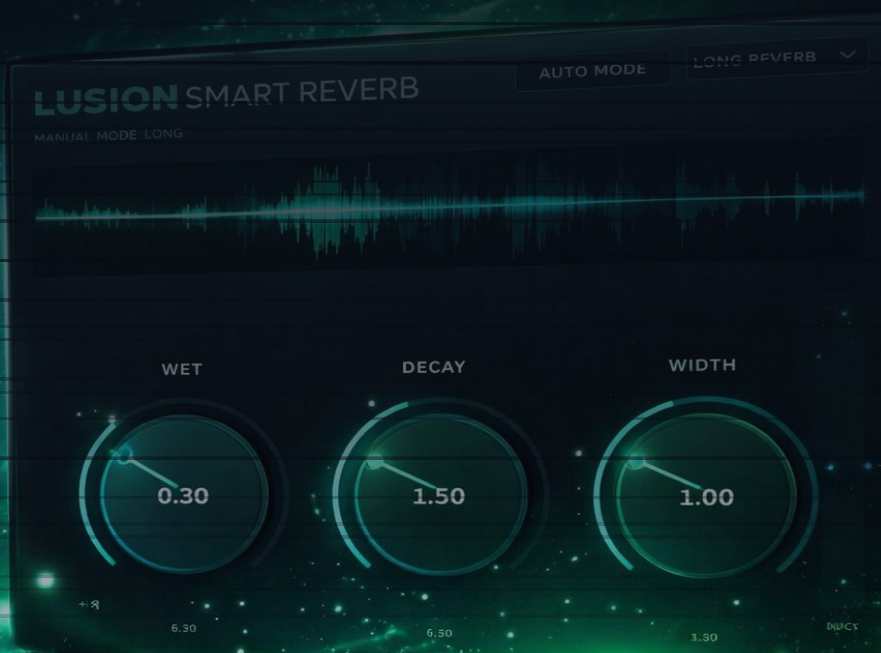 LUSION SMART REVERB
AUTO MODE
LONG REVERB
MANUAL MODE LONG
WET
DECAY
WIDTH
0.30
1.50
1.00
6.30
6.50
1.30